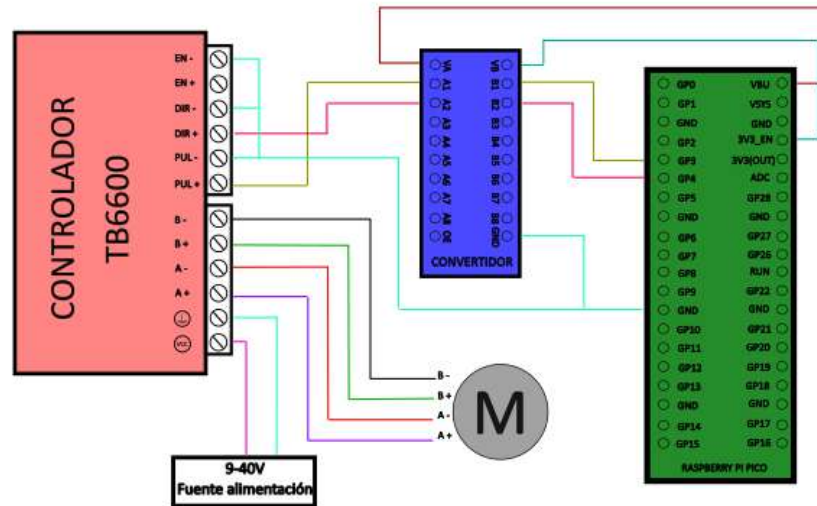 CONTROLADOR
TB6600
EN -
EN +
DIR -
DIR +
PUL -
PUL +
B -
B +
A -
A +
VCC
9-40V
Fuente alimentación
VA
A1
A2
A3
A4
A5
A6
A7
A8
OE
VB
B1
B2
B3
B4
B5
B6
B7
B8
GND
CONVERTIDOR
B -
B +
A -
A +
M
GP0
GP1
GND
GP2
GP3
GP4
GP5
GND
GP6
GP7
GP8
GP9
GND
GP10
GP11
GP12
GP13
GND
GP14
GP15
VBU
VSYS
GND
3V3_EN
3V3(OUT)
ADC
GP28
GND
GP27
GP26
RUN
GP22
GND
GP21
GP20
GP19
GP18
GND
GP17
GP16
RASPBERRY PI PICO